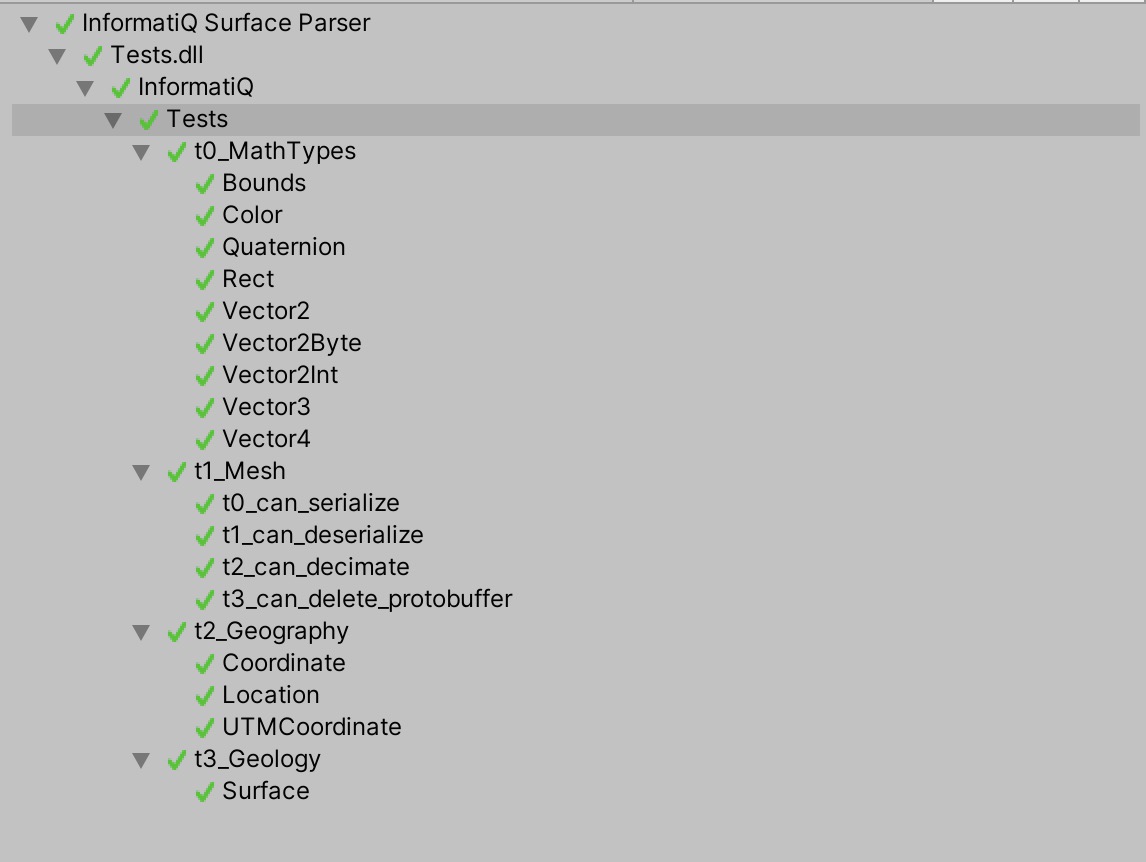 InformatiQ Surface Parser
Tests.dll
InformatiQ
Tests
t0_MathTypes
Bounds
Color
Quaternion
Rect
Vector2
Vector2Byte
Vector2Int
Vector3
Vector4
t1_Mesh
t0_can_serialize
t1_can_deserialize
t2_can_decimate
t3_can_delete_protobuffer
t2_Geography
Coordinate
Location
UTMCoordinate
t3_Geology
Surface